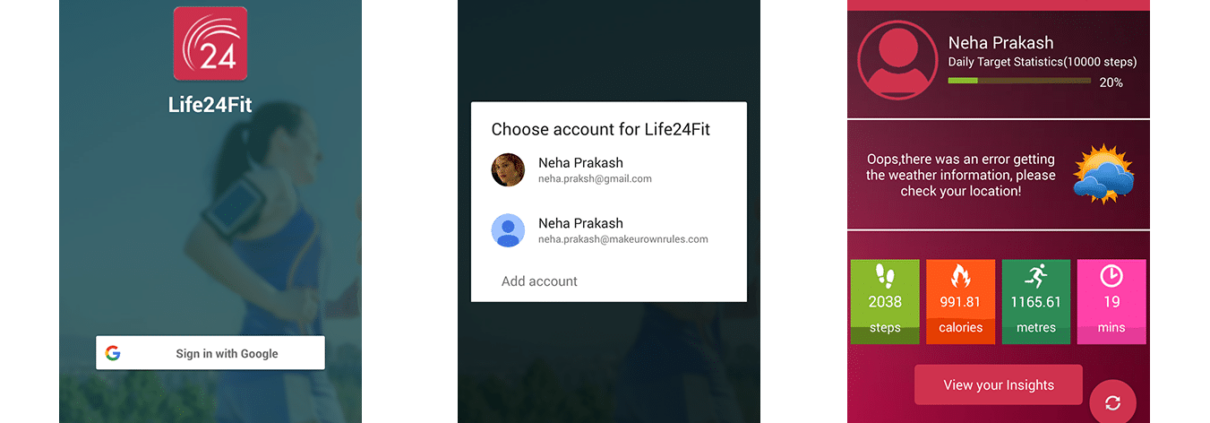 24
Life24Fit
Sign in with Google
Choose account for Life24Fit
Neha Prakash
neha.praksh@gmail.com
Neha Prakash
neha.prakash@makeurownrules.com
Add account
Neha Prakash
Daily Target Statistics(10000 steps)
20%
Oops,there was an error getting
the weather information, please
check your location!
2038
steps
991.81
calories
1165.61
metres
19
mins
View your Insights